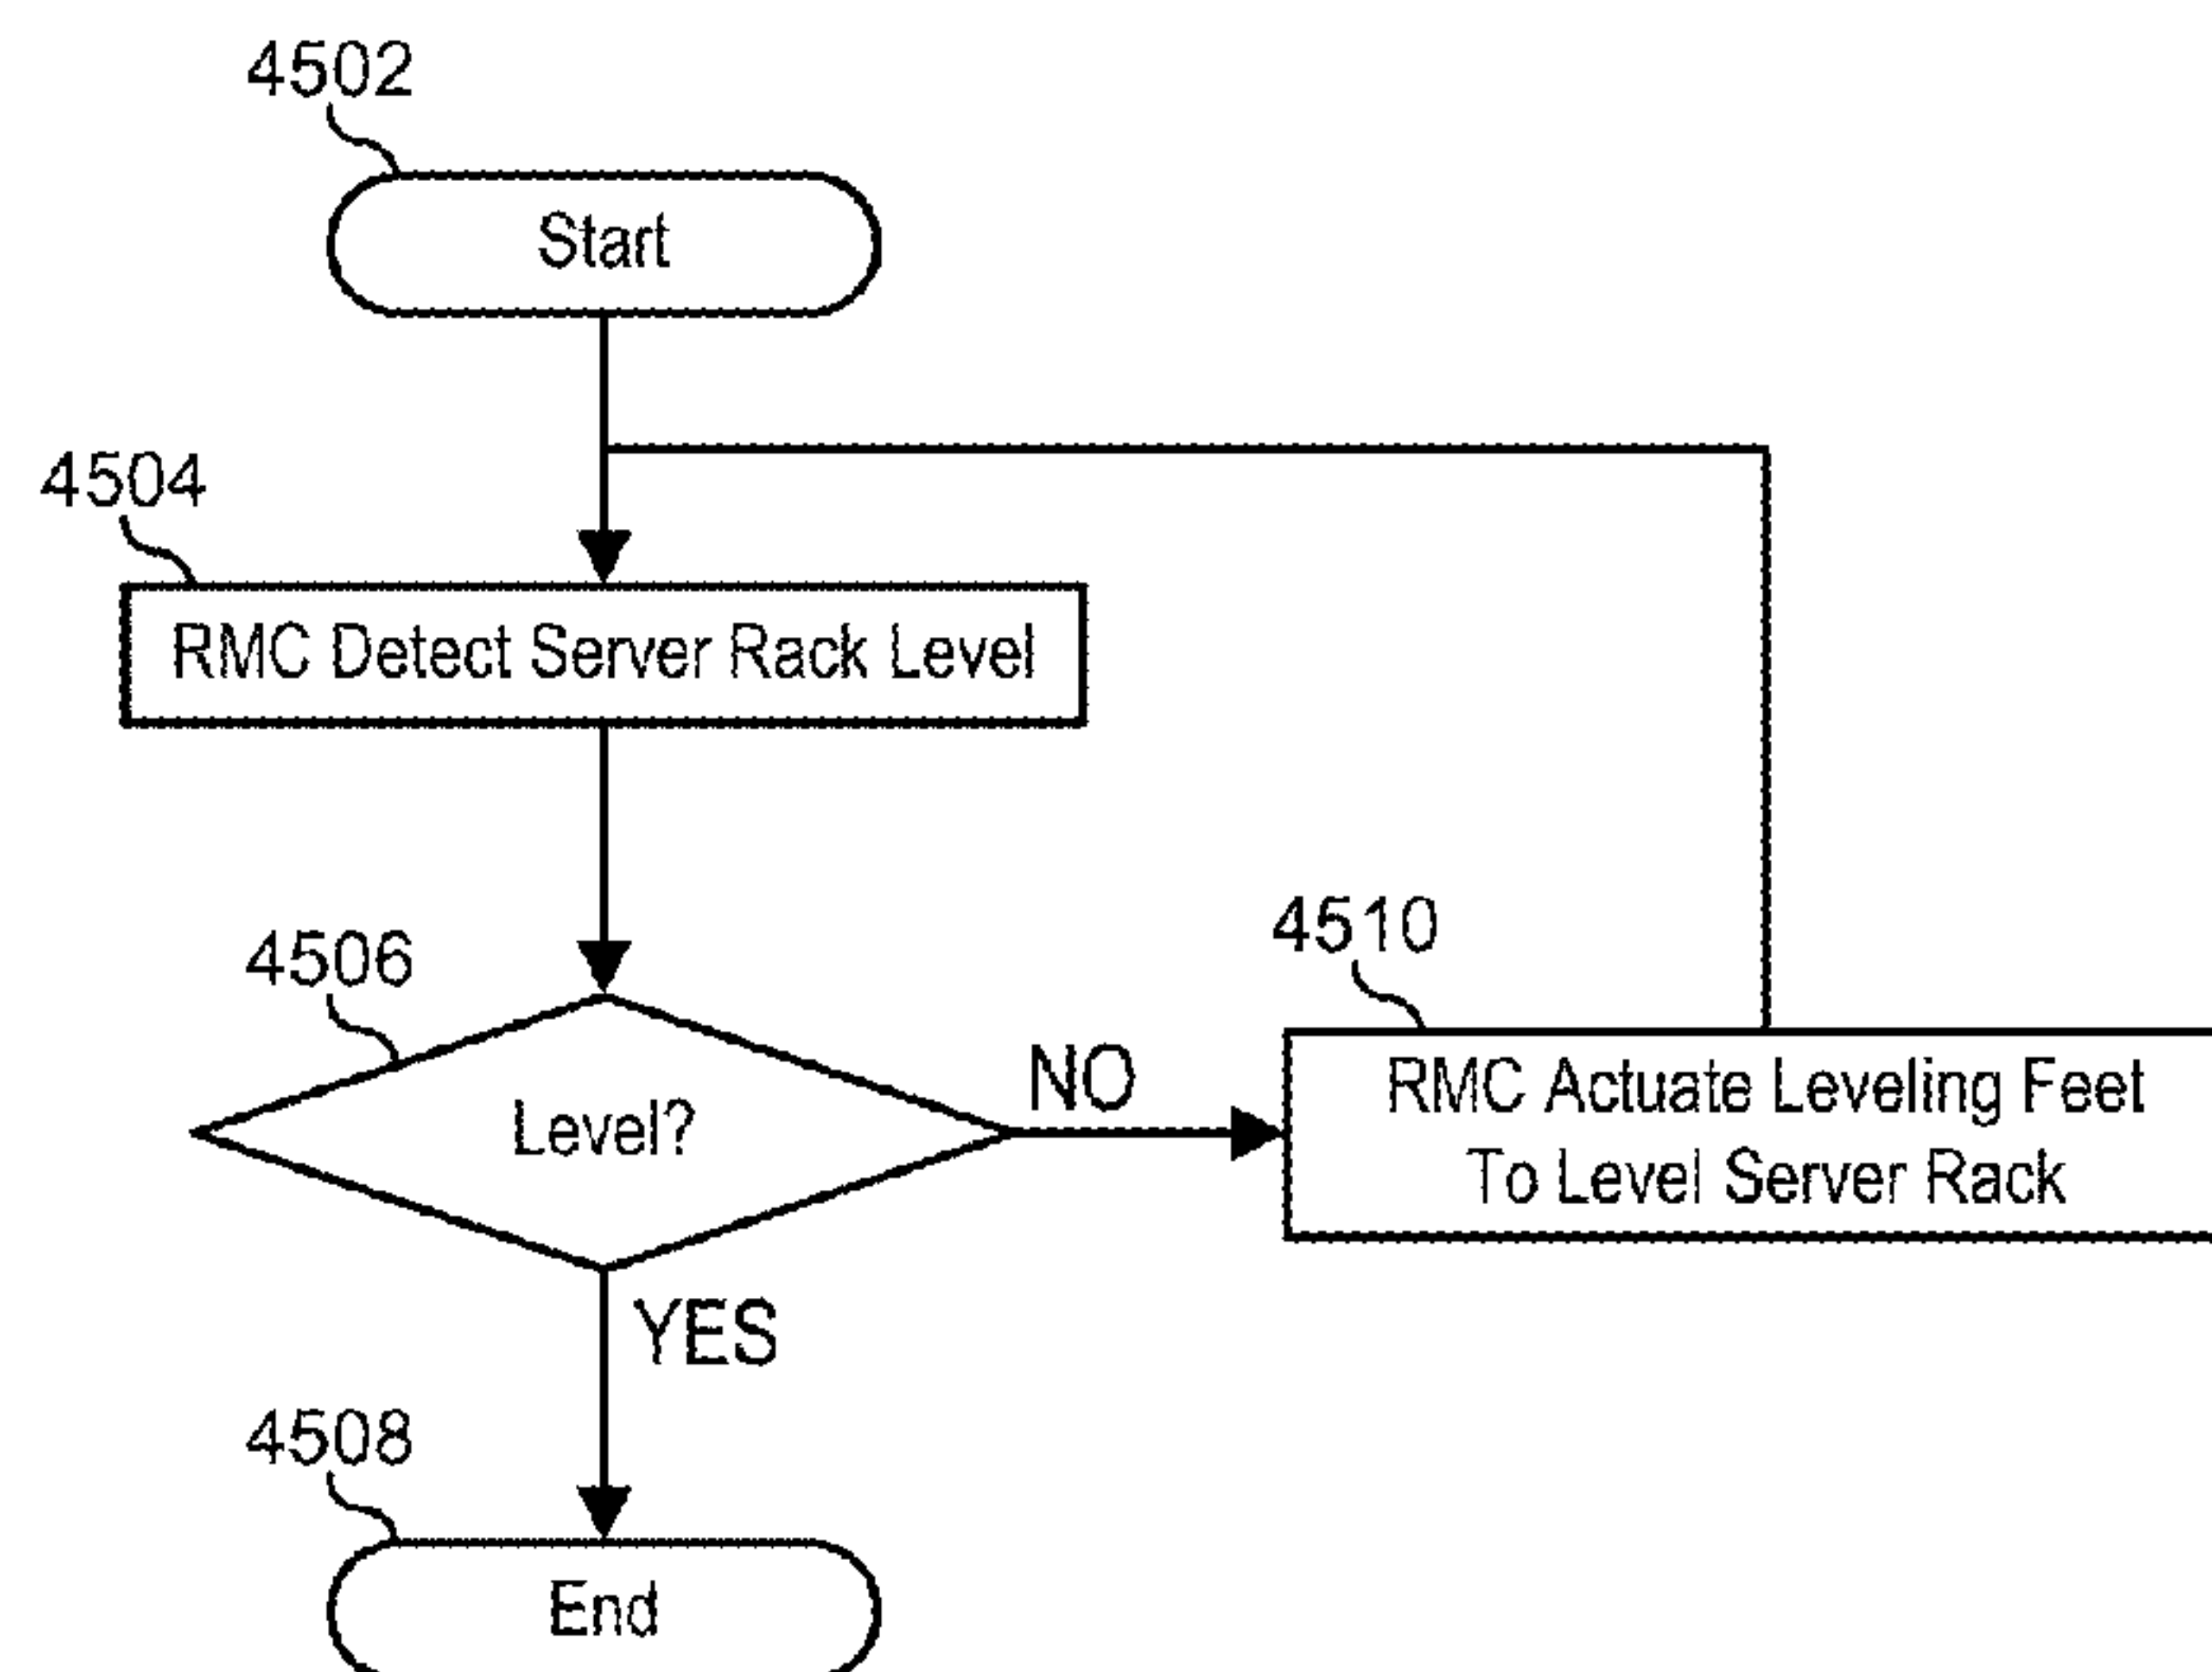 4502
Start
4504
RMC Detect Server Rack Level
4506
Level?
NO
4510
RMC Actuate Leveling Feet
To Level Server Rack
YES
4508
End